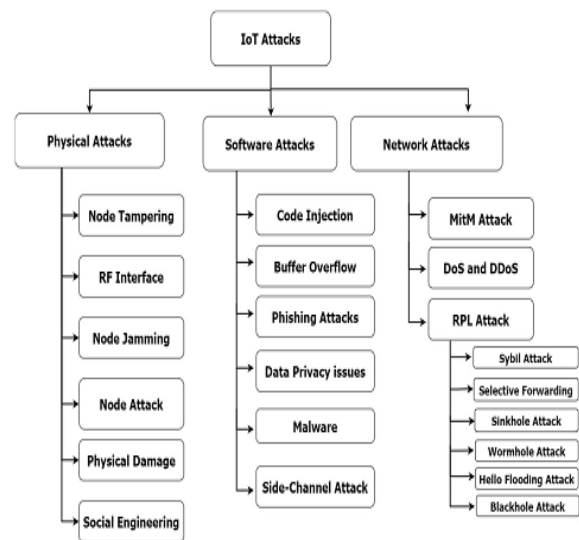 IoT Attacks
Physical Attacks
Software Attacks
Network Attacks
Node Tampering
RF Interface
Node Jamming
Node Attack
Physical Damage
Social Engineering
Code Injection
Buffer Overflow
Phishing Attacks
Data Privacy issues
Malware
Side-Channel Attack
MitM Attack
DoS and DDoS
RPL Attack
Sybil Attack
Selective Forwarding
Sinkhole Attack
Wormhole Attack
Hello Flooding Attack
Blackhole Attack